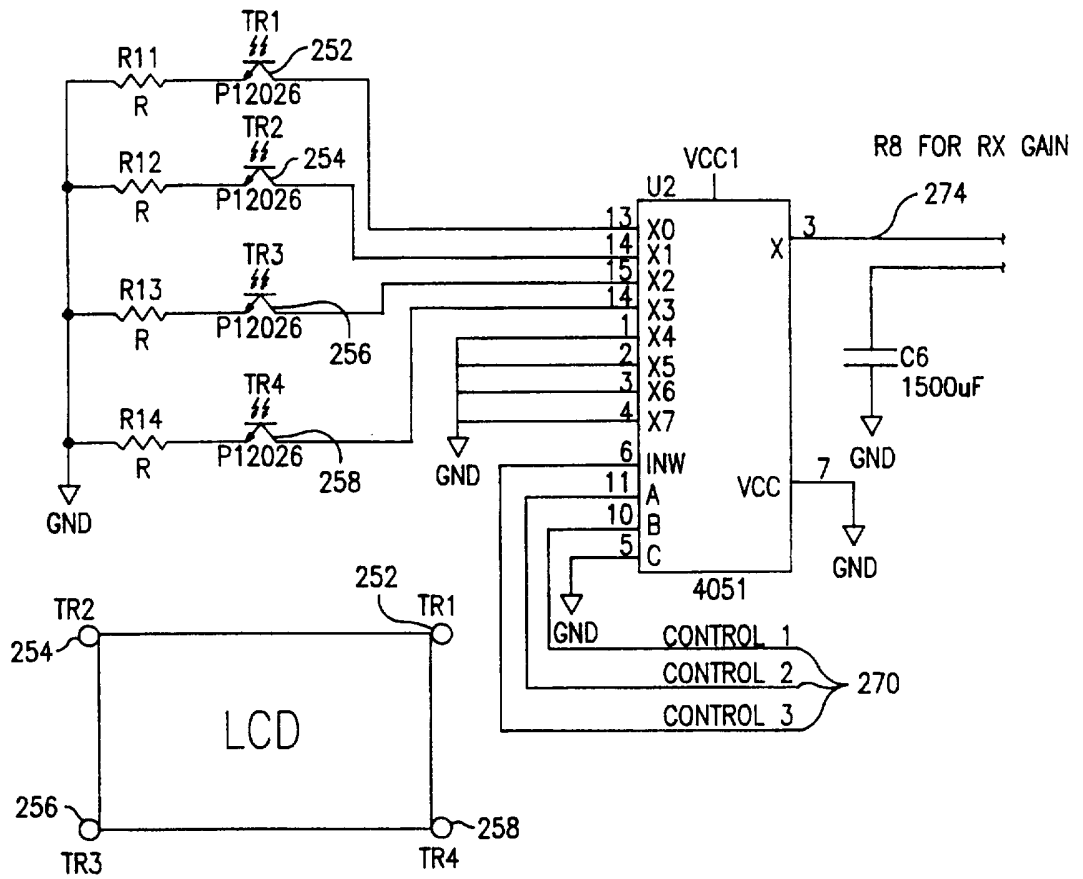 TR1
252
R11
R
P12026
TR2
254
R12
R
P12026
TR3
R13
R
P12026
256
TR4
R14
R
P12026
258
GND
VCC1
U2
R8 FOR RX GAIN
274
13 X0
14 X1
15 X2
14 X3
1 X4
2 X5
3 X6
4 X7
6 INW
11 A
10 B
5 C
X 3
VCC 7
4051
C6
1500uF
GND
GND
GND
GND
CONTROL 1
CONTROL 2
CONTROL 3
270
252
TR2
TR1
254
LCD
256
258
TR3
TR4